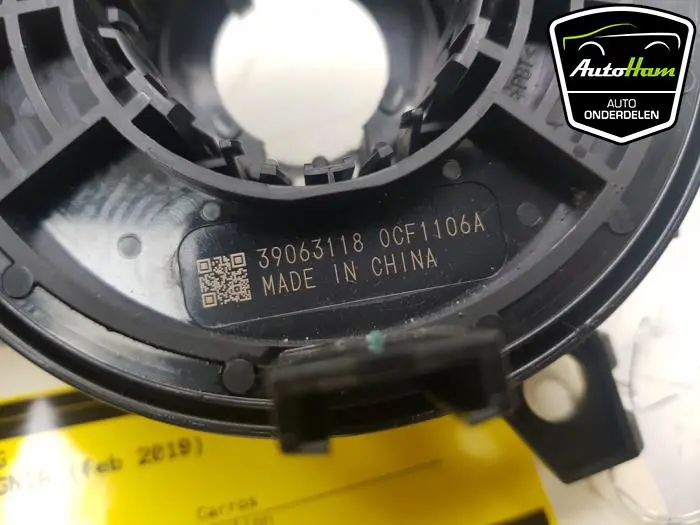 AutoHam
AUTO
ONDERDELEN
39063118 0CF1106A
MADE IN CHINA
(feb 2019)
Carros